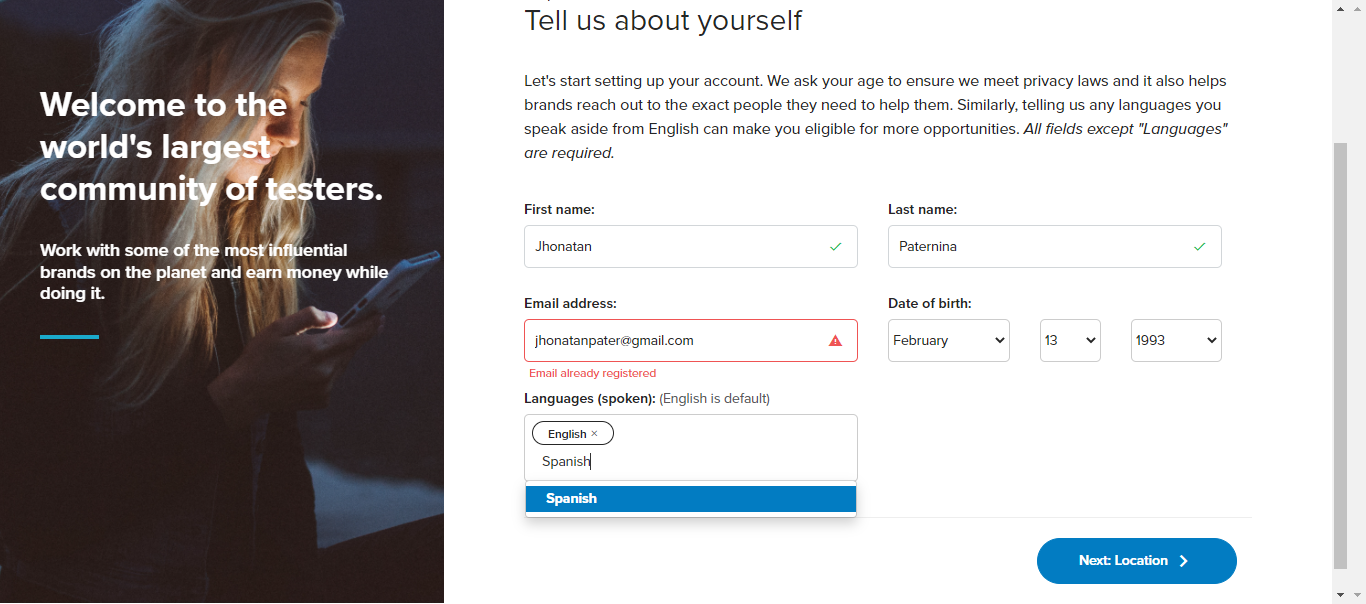 Welcome to the
world's largest
community of testers.
Work with some of the most influential
brands on the planet and earn money while
doing it.
Tell us about yourself
Let's start setting up your account. We ask your age to ensure we meet privacy laws and it also helps
brands reach out to the exact people they need to help them. Similarly, telling us any languages you
speak aside from English can make you eligible for more opportunities. All fields except "Languages"
are required.
First name:
Last name:
Jhonatan
Paternina
Email address:
Date of birth:
jhonatanpater@gmail.com
February
13
1993
Email already registered
Languages (spoken): (English is default)
English ×
Spanish
Spanish
Next: Location